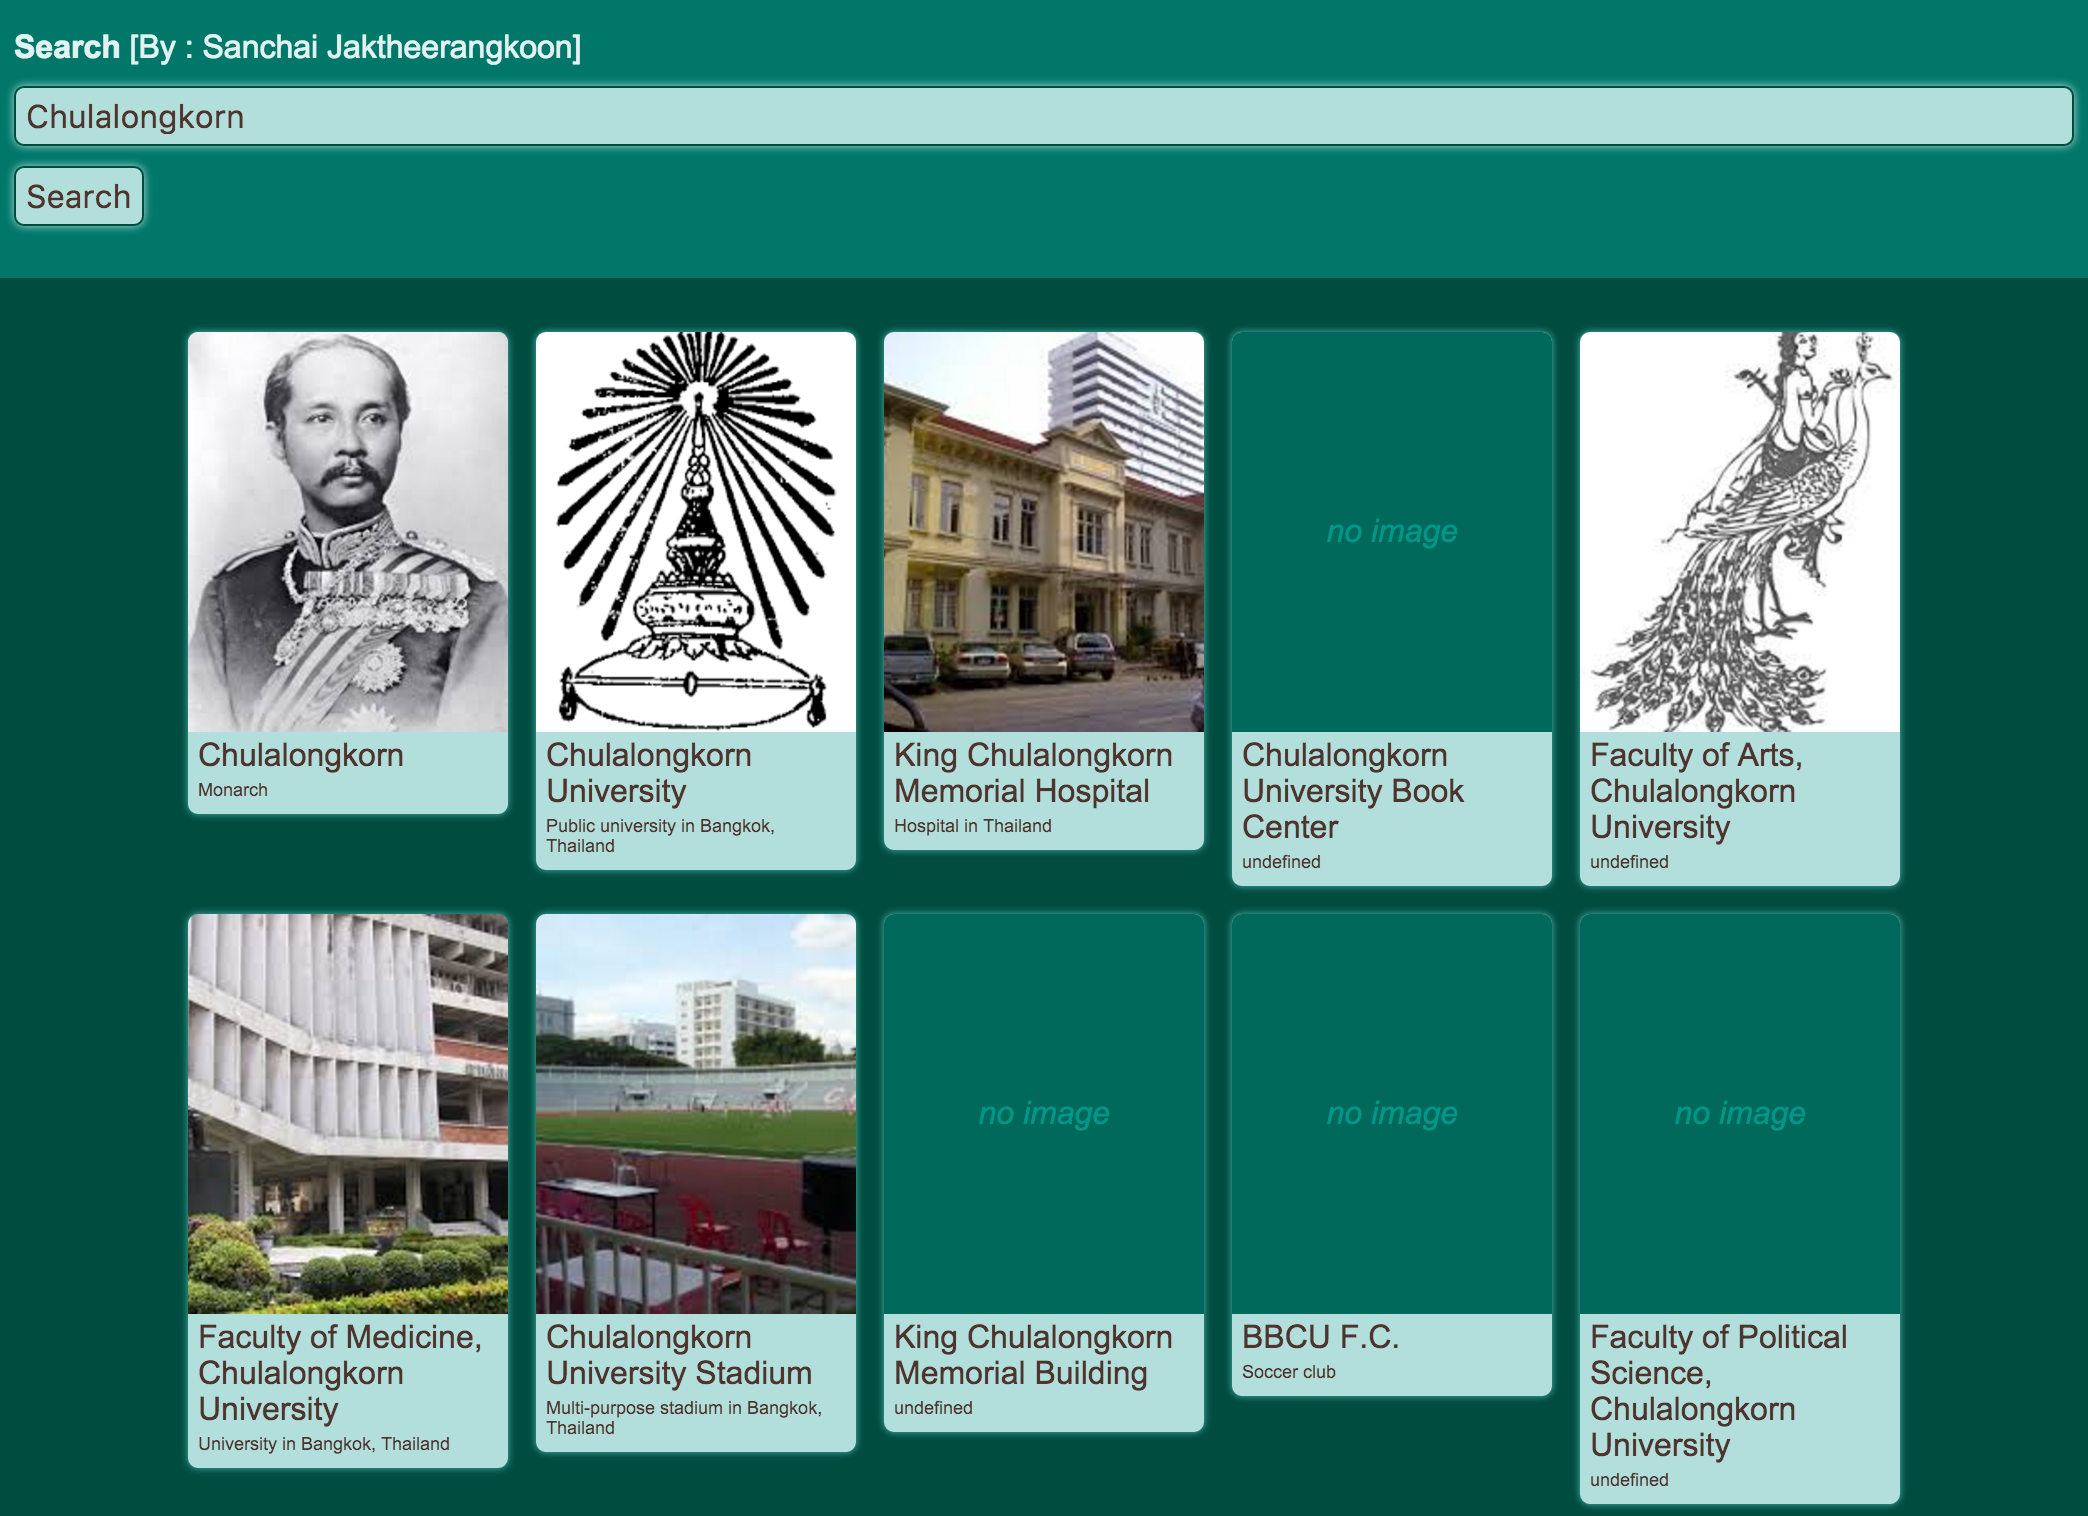 Search [By : Sanchai Jaktheerangkoon]
Chulalongkorn
Search
Chulalongkorn
Monarch
Chulalongkorn
University
Public university in Bangkok,
Thailand
King Chulalongkorn
Memorial Hospital
Hospital in Thailand
no image
Chulalongkorn
University Book
Center
undefined
Faculty of Arts,
Chulalongkorn
University
undefined
Faculty of Medicine,
Chulalongkorn
University
University in Bangkok, Thailand
Chulalongkorn
University Stadium
Multi-purpose stadium in Bangkok,
Thailand
no image
King Chulalongkorn
Memorial Building
undefined
no image
BBCU F.C.
Soccer club
no image
Faculty of Political
Science,
Chulalongkorn
University
undefined